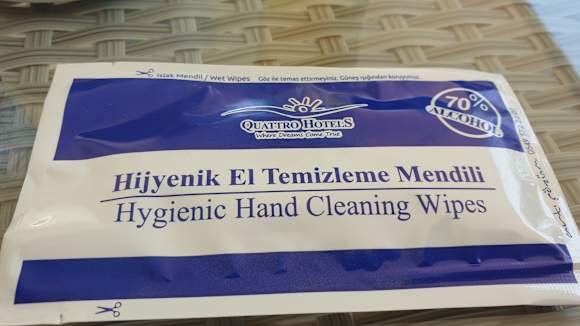 Islak Mendil / Wet Wipes Göz ile temas ettirmeyiniz. Güneş ışığından koruyunuz.
QUATTRO HOTELS
Where Dreams Come True
70%
ALCOHOL
Hijyenik El Temizleme Mendili
Hygienic Hand Cleaning Wipes